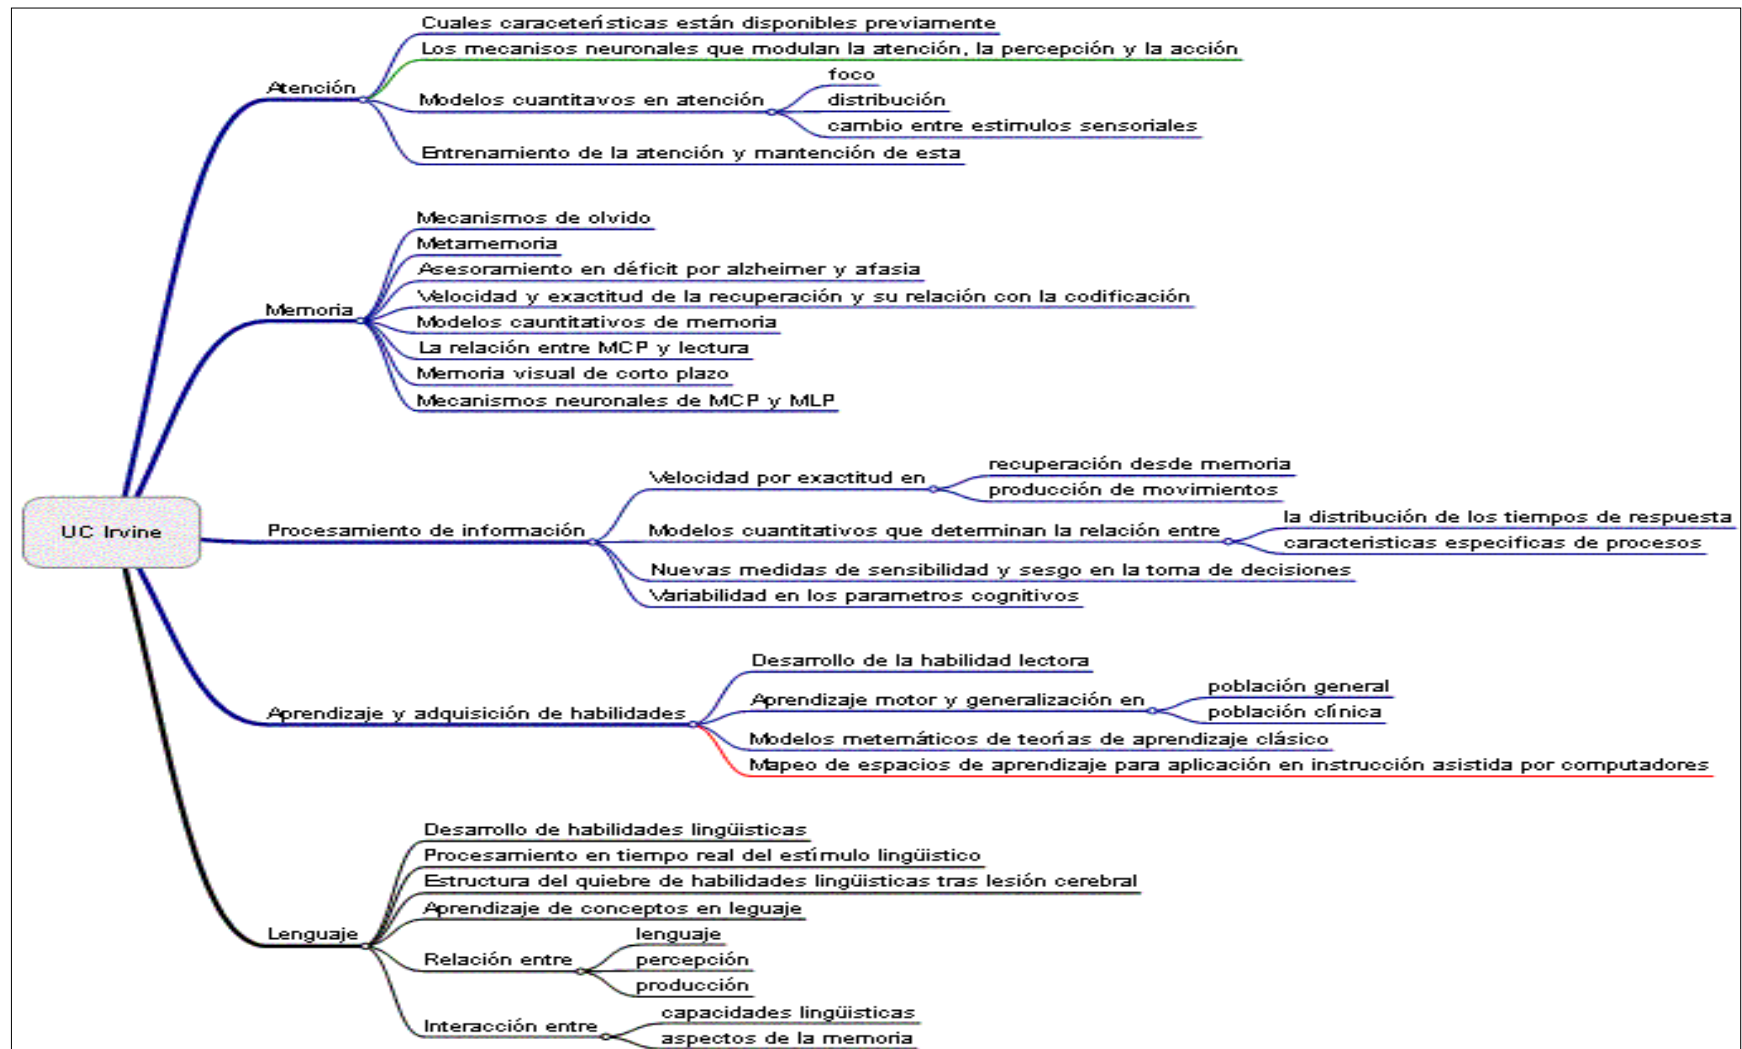 Cuales caraceterísticas están disponibles previamente
Los mecanisos neuronales que modulan la atención, la percepción y la acción
Atención
Modelos cuantitavos en atención
foco
distribución
cambio entre estimulos sensoriales
Entrenamiento de la atención y mantención de esta
Mecanismos de olvido
Metamemoria
Asesoramiento en déficit por alzheimer y afasia
Velocidad y exactitud de la recuperación y su relación con la codificación
Memoria
Modelos cauntitativos de memoria
La relación entre MCP y lectura
Memoria visual de corto plazo
Mecanismos neuronales de MCP y MLP
UC Irvine
Procesamiento de información
Velocidad por exactitud en
recuperación desde memoria
producción de movimientos
Modelos cuantitativos que determinan la relación entre
la distribución de los tiempos de respuesta
caracteristicas especificas de procesos
Nuevas medidas de sensibilidad y sesgo en la toma de decisiones
Variabilidad en los parametros cognitivos
Aprendizaje y adquisición de habilidades
Desarrollo de la habilidad lectora
Aprendizaje motor y generalización en
población general
población clínica
Modelos metemáticos de teorías de aprendizaje clásico
Mapeo de espacios de aprendizaje para aplicación en instrucción asistida por computadores
Lenguaje
Desarrollo de habilidades lingüisticas
Procesamiento en tiempo real del estímulo lingüistico
Estructura del quiebre de habilidades lingüisticas tras lesión cerebral
Aprendizaje de conceptos en leguaje
Relación entre
lenguaje
percepción
producción
Interacción entre
capacidades lingüisticas
aspectos de la memoria